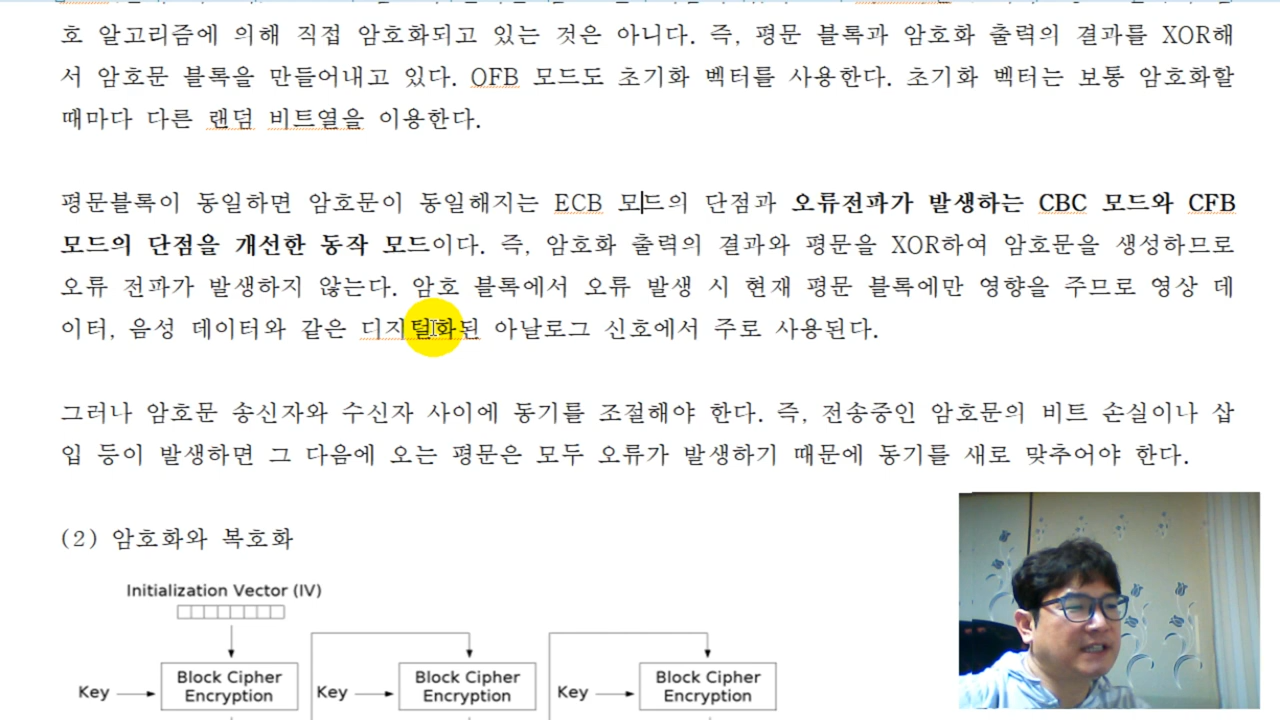 호 알고리즘에 의해 직접 암호화되고 있는 것은 아니다. 즉, 평문 블록과 암호화 출력의 결과를 XOR해
서 암호문 블록을 만들어내고 있다. OFB 모드도 초기화 벡터를 사용한다. 초기화 벡터는 보통 암호화할
때마다 다른 랜덤 비트열을 이용한다.
평문블록이 동일하면 암호문이 동일해지는 ECB 모드의 단점과 오류전파가 발생하는 CBC 모드와 CFB
모드의 단점을 개선한 동작 모드이다. 즉, 암호화 출력의 결과와 평문을 XOR하여 암호문을 생성하므로
오류 전파가 발생하지 않는다. 암호 블록에서 오류 발생 시 현재 평문 블록에만 영향을 주므로 영상 데
이터, 음성 데이터와 같은 디지털화된 아날로그 신호에서 주로 사용된다.
그러나 암호문 송신자와 수신자 사이에 동기를 조절해야 한다. 즉, 전송중인 암호문의 비트 손실이나 삽
입 등이 발생하면 그 다음에 오는 평문은 모두 오류가 발생하기 때문에 동기를 새로 맞추어야 한다.
(2) 암호화와 복호화
Initialization Vector (IV)
Key Block Cipher Encryption
Key Block Cipher Encryption
Key Block Cipher Encryption